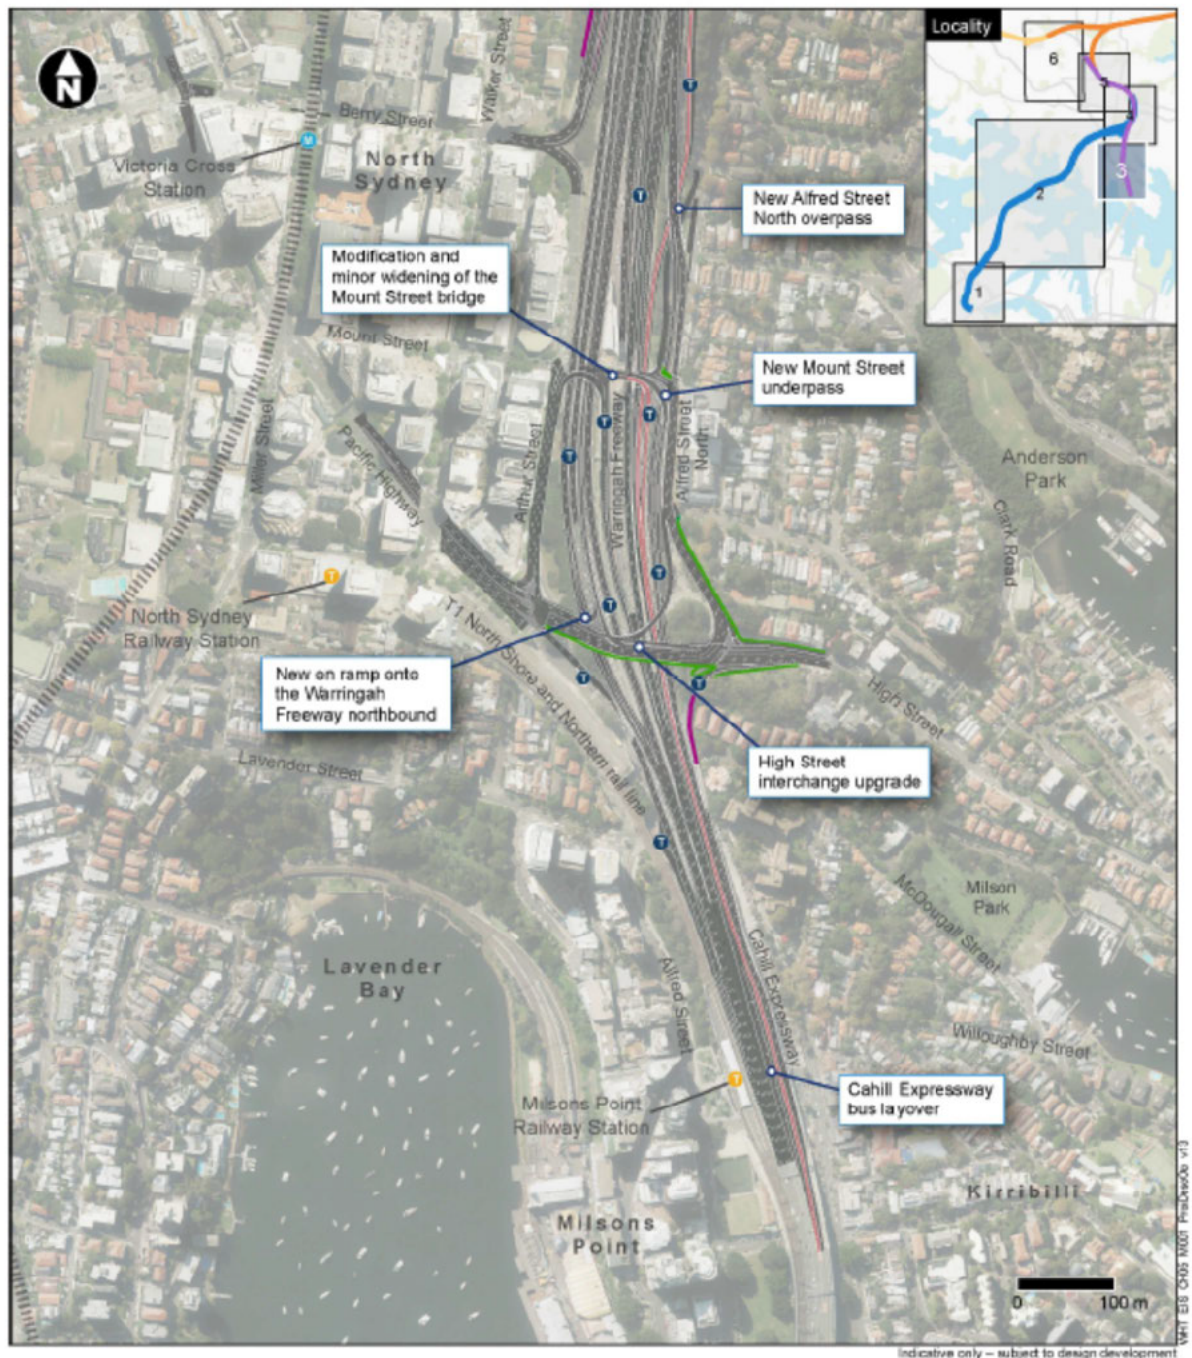 Locality
6
5
4
3
2
1
N
Walker Street
Berry Street
Victoria Cross
Station
M
North
Sydney
T
T
New Alfred Street
North overpass
Modification and
minor widening of the
Mount Street bridge
Mount Street
New Mount Street
underpass
Miller Street
Pacific Highway
Arthur Street
Warringah Freeway
Alfred Street
North
T
T
T
Anderson
Park
Clark Road
T
North Sydney
Railway Station
T
T
T1 North Shore and Northern rail line
New on ramp onto
the Warringah
Freeway northbound
T
T
High Street
High Street
interchange upgrade
Lavender Street
T
Milson
Park
McDougall Street
Lavender
Bay
Alfred Street
Cahill Expressway
Willoughby Street
T
Milsons Point
Railway Station
Cahill Expressway
bus layover
Kirribilli
Milsons
Point
0 100 m
Indicative only – subject to design development